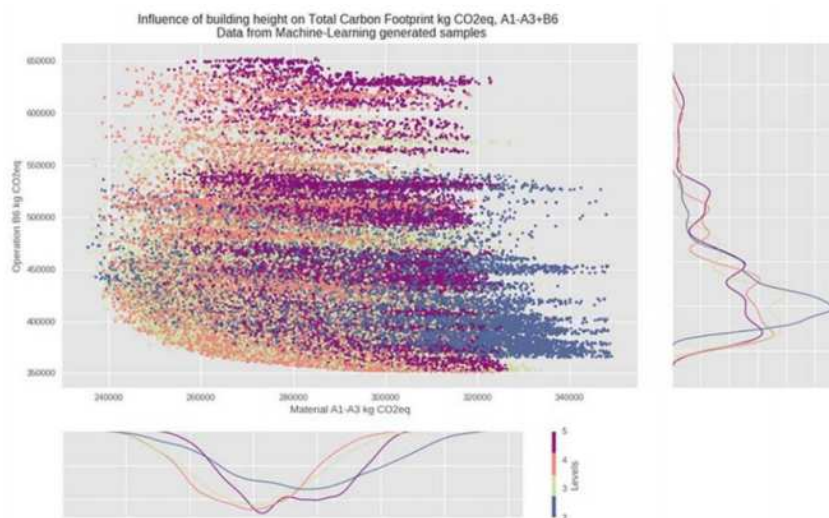 Influence of building height on Total Carbon Footprint kg CO2eq, A1-A3+B6
Data from Machine-Learning generated samples
650000
600000
550000
500000
450000
400000
350000
Operation B6 kg CO2eq
240000 260000 280000 300000 320000 340000
Material A1-A3 kg CO2eq
5
4
3
Levels